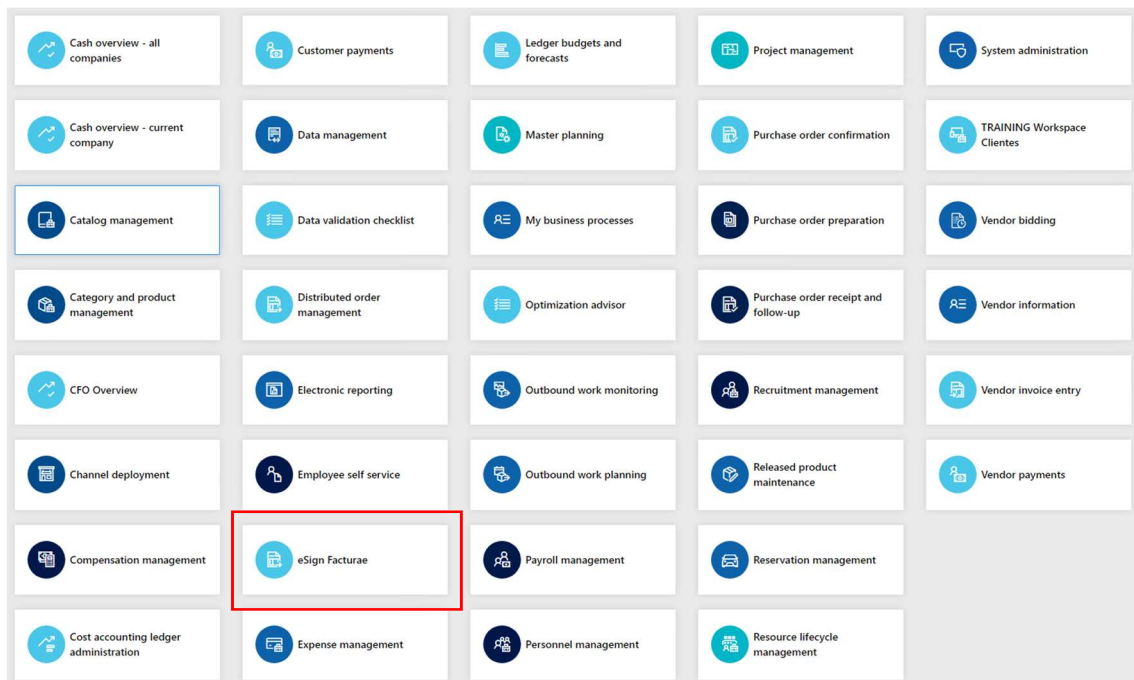 Cash overview - all
companies
Customer payments
Ledger budgets and
forecasts
Project management
System administration
Cash overview - current
company
Data management
Master planning
Purchase order confirmation
TRAINING Workspace
Clientes
Catalog management
Data validation checklist
My business processes
Purchase order preparation
Vendor bidding
Category and product
management
Distributed order
management
Optimization advisor
Purchase order receipt and
follow-up
Vendor information
CFO Overview
Electronic reporting
Outbound work monitoring
Recruitment management
Vendor invoice entry
Channel deployment
Employee self service
Outbound work planning
Released product
maintenance
Vendor payments
Compensation management
eSign Facturae
Payroll management
Reservation management
Cost accounting ledger
administration
Expense management
Personnel management
Resource lifecycle
management